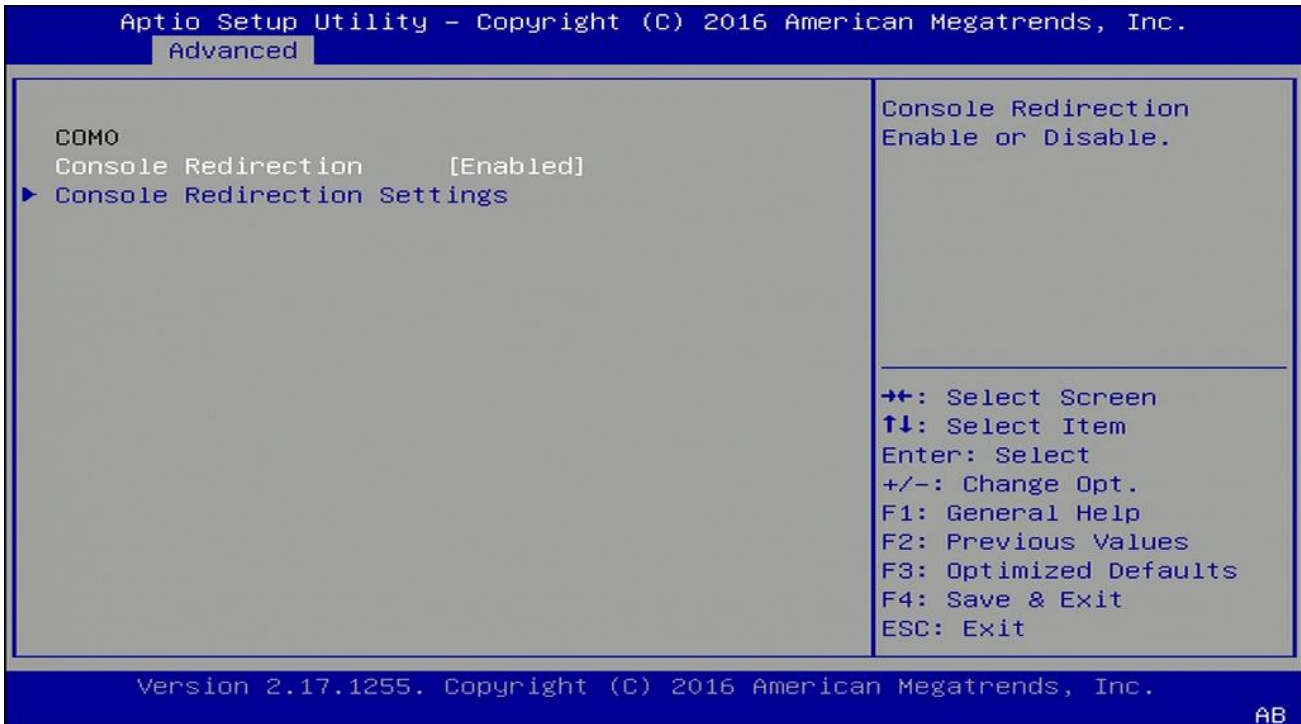 Aptio Setup Utility – Copyright (C) 2016 American Megatrends, Inc.
Advanced
COM0
Console Redirection [Enabled]
► Console Redirection Settings
Console Redirection
Enable or Disable.
→←: Select Screen
↑↓: Select Item
Enter: Select
+/-: Change Opt.
F1: General Help
F2: Previous Values
F3: Optimized Defaults
F4: Save & Exit
ESC: Exit
Version 2.17.1255. Copyright (C) 2016 American Megatrends, Inc.
AB